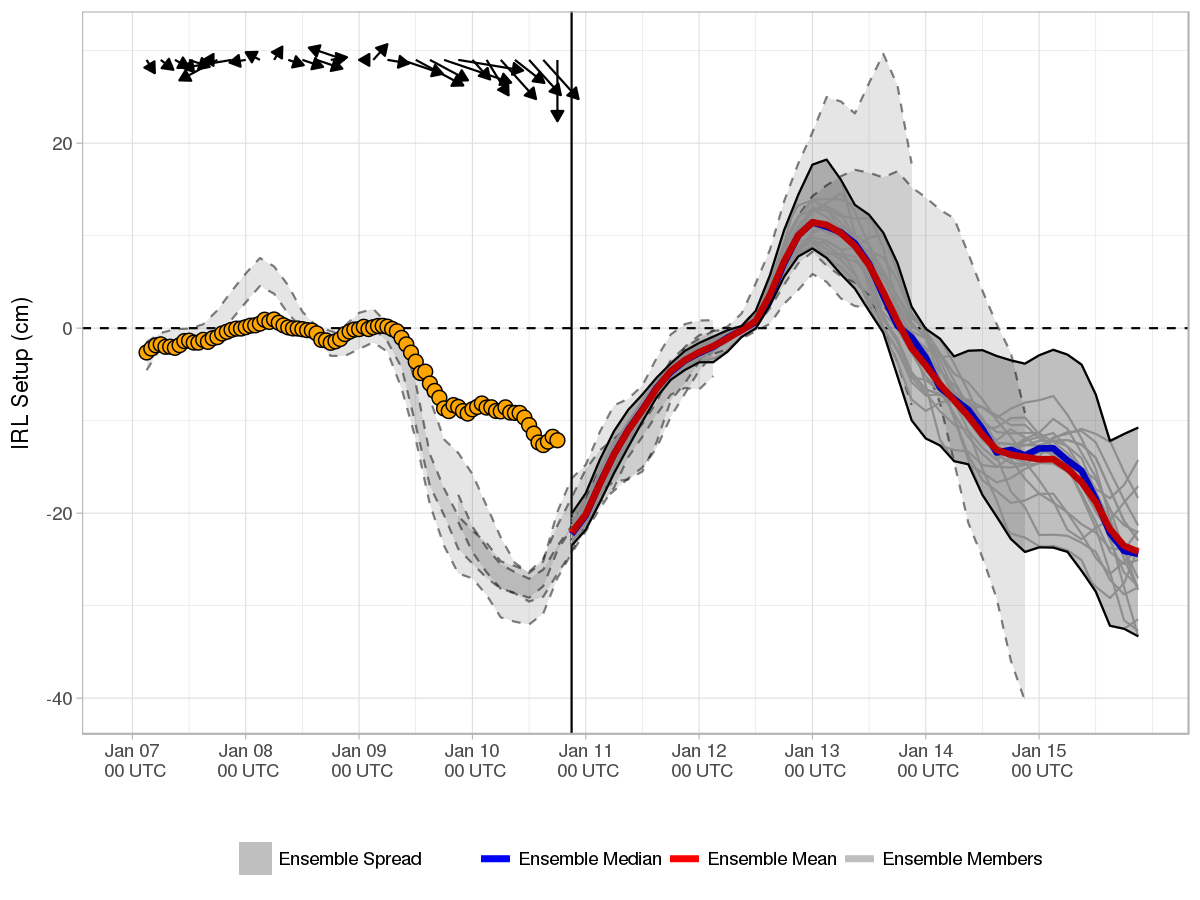 IRL Setup (cm)
20
0
-20
-40
Jan 07 Jan 08 Jan 09 Jan 10 Jan 11 Jan 12 Jan 13 Jan 14 Jan 15
00 UTC 00 UTC 00 UTC 00 UTC 00 UTC 00 UTC 00 UTC 00 UTC 00 UTC
Ensemble Spread Ensemble Median Ensemble Mean Ensemble Members